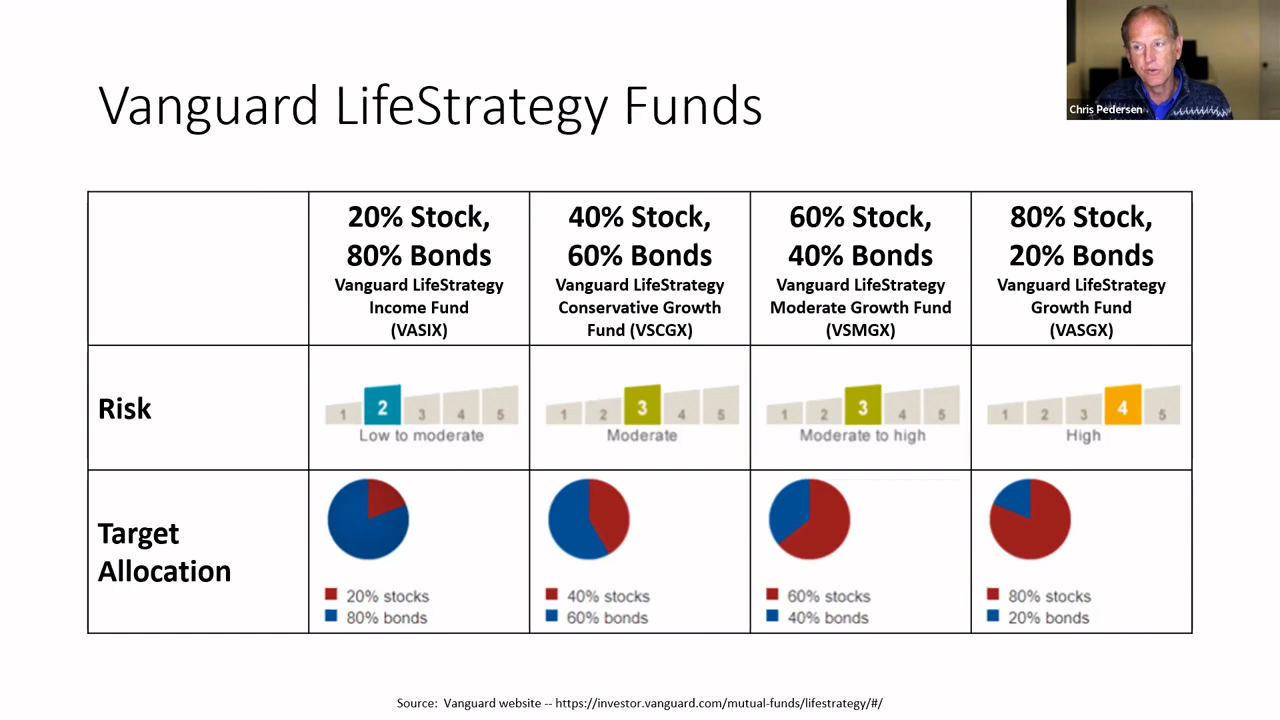 Vanguard LifeStrategy Funds
Chris Pedersen
20% Stock,
80% Bonds
Vanguard LifeStrategy
Income Fund
(VASIX)
40% Stock,
60% Bonds
Vanguard LifeStrategy
Conservative Growth
Fund (VSCGX)
60% Stock,
40% Bonds
Vanguard LifeStrategy
Moderate Growth Fund
(VSMGX)
80% Stock,
20% Bonds
Vanguard LifeStrategy
Growth Fund
(VASGX)
Risk
1 2 3 4 5
Low to moderate
1 2 3 4 5
Moderate
1 2 3 4 5
Moderate to high
1 2 3 4 5
High
Target
Allocation
20% stocks
80% bonds
40% stocks
60% bonds
60% stocks
40% bonds
80% stocks
20% bonds
Source: Vanguard website -- https://investor.vanguard.com/mutual-funds/lifestrategy/#/